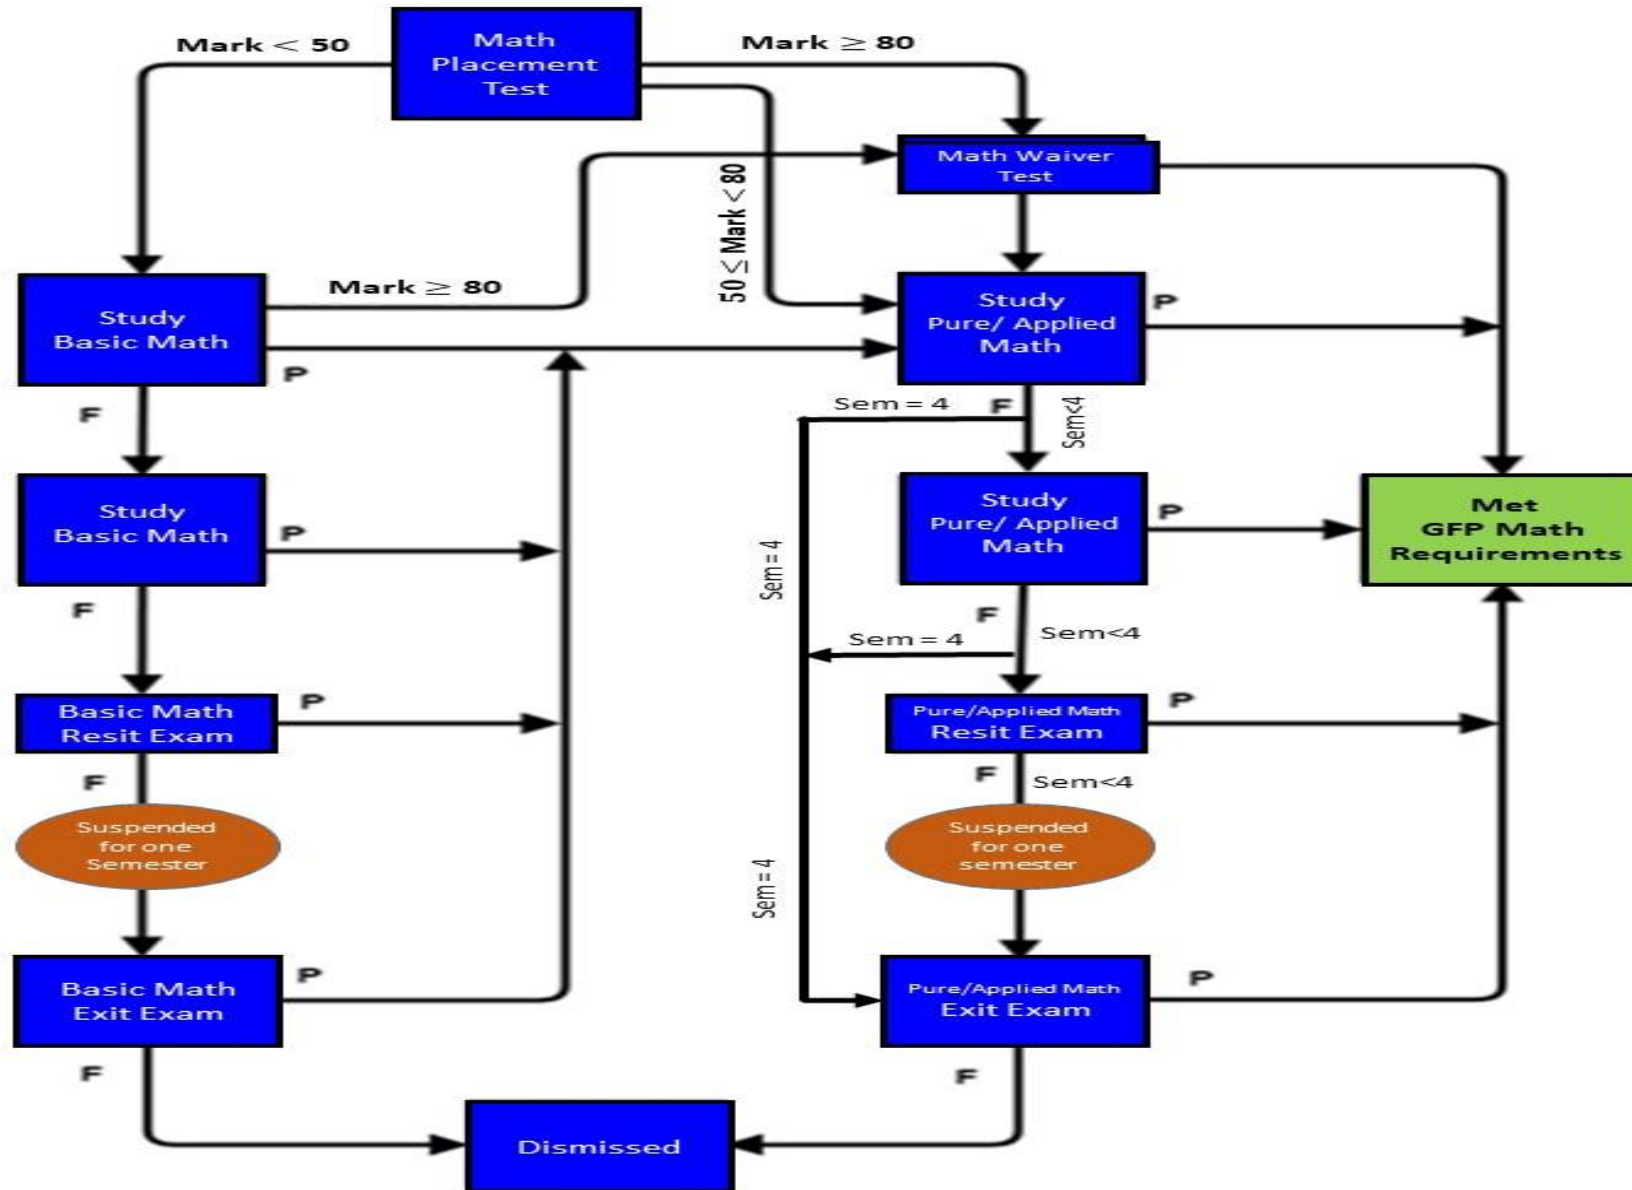 Mark < 50
Math
Placement
Test
Mark ≥ 80
Math Waiver
Test
50 ≤ Mark < 80
Mark ≥ 80
Study
Basic Math
P
F
Study
Pure/ Applied
Math
P
Sem = 4
F
Sem<4
Study
Basic Math
P
F
Study
Pure/ Applied
Math
P
Met
GFP Math
Requirements
Sem = 4
F
Sem<4
Sem = 4
Basic Math
Resit Exam
P
F
Pure/Applied Math
Resit Exam
P
F
Sem<4
Suspended
for one
Semester
Suspended
for one
semester
Sem = 4
Basic Math
Exit Exam
P
F
Pure/Applied Math
Exit Exam
P
F
Dismissed